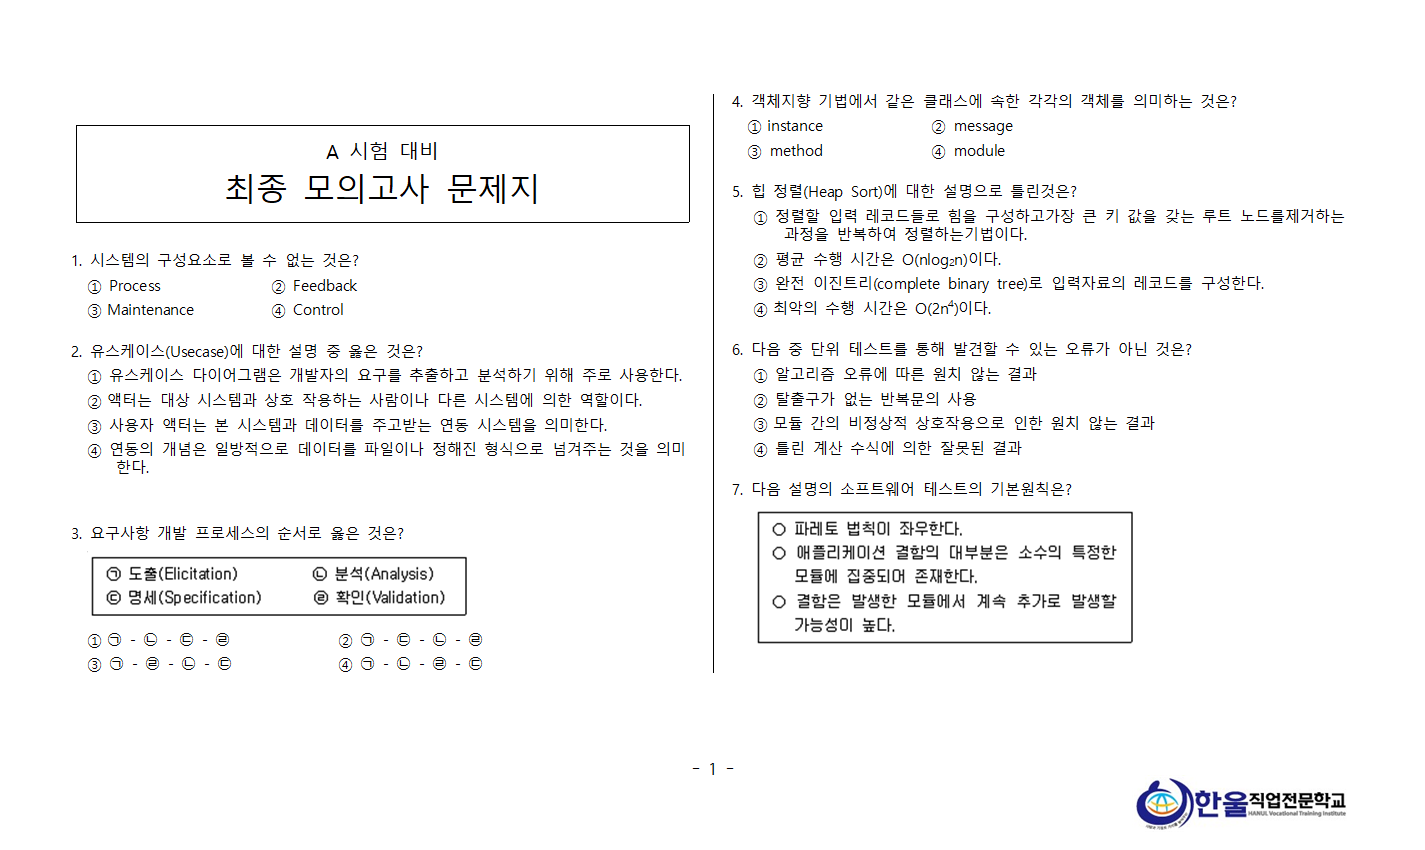 A 시험 대비
최종 모의고사 문제지
1. 시스템의 구성요소로 볼 수 없는 것은?
① Process ② Feedback
③ Maintenance ④ Control
2. 유스케이스(Usecase)에 대한 설명 중 옳은 것은?
① 유스케이스 다이어그램은 개발자의 요구를 추출하고 분석하기 위해 주로 사용한다.
② 액터는 대상 시스템과 상호 작용하는 사람이나 다른 시스템에 의한 역할이다.
③ 사용자 액터는 본 시스템과 데이터를 주고받는 연동 시스템을 의미한다.
④ 연동의 개념은 일방적으로 데이터를 파일이나 정해진 형식으로 넘겨주는 것을 의미
한다.
3. 요구사항 개발 프로세스의 순서로 옳은 것은?
㉠ 도출(Elicitation) ㉡ 분석(Analysis)
㉢ 명세(Specification) ㉣ 확인(Validation)
① ㉠ - ㉡ - ㉢ - ㉣ ② ㉠ - ㉢ - ㉡ - ㉣
③ ㉠ - ㉣ - ㉡ - ㉢ ④ ㉠ - ㉡ - ㉣ - ㉢
4. 객체지향 기법에서 같은 클래스에 속한 각각의 객체를 의미하는 것은?
① instance ② message
③ method ④ module
5. 힙 정렬(Heap Sort)에 대한 설명으로 틀린것은?
① 정렬할 입력 레코드들로 힘을 구성하고가장 큰 키 값을 갖는 루트 노드를제거하는
과정을 반복하여 정렬하는기법이다.
② 평균 수행 시간은 O(nlog₂n)이다.
③ 완전 이진트리(complete binary tree)로 입력자료의 레코드를 구성한다.
④ 최악의 수행 시간은 O(2n⁴)이다.
6. 다음 중 단위 테스트를 통해 발견할 수 있는 오류가 아닌 것은?
① 알고리즘 오류에 따른 원치 않는 결과
② 탈출구가 없는 반복문의 사용
③ 모듈 간의 비정상적 상호작용으로 인한 원치 않는 결과
④ 틀린 계산 수식에 의한 잘못된 결과
7. 다음 설명의 소프트웨어 테스트의 기본원칙은?
○ 파레토 법칙이 좌우한다.
○ 애플리케이션 결함의 대부분은 소수의 특정한
모듈에 집중되어 존재한다.
○ 결함은 발생한 모듈에서 계속 추가로 발생할
가능성이 높다.
- 1 -
한울직업전문학교
HANUL Vocational Training Institute